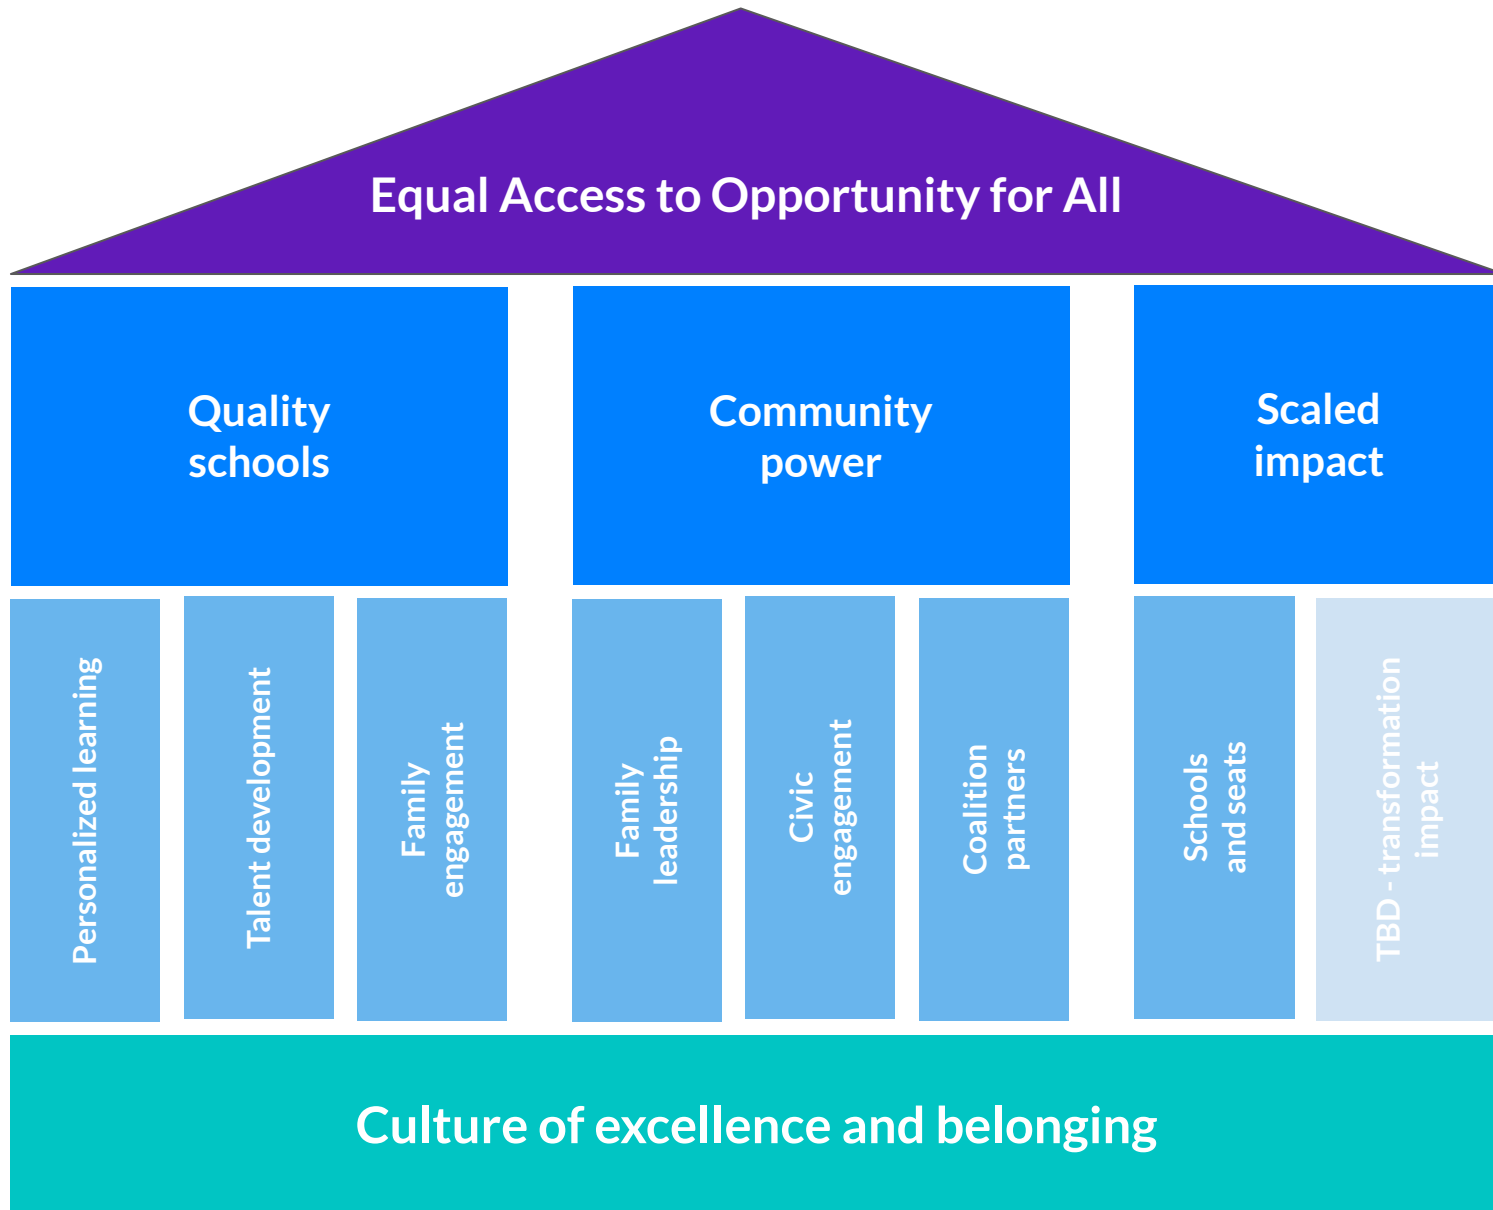 Equal Access to Opportunity for All
Quality
schools
Community
power
Scaled
impact
Personalized learning
Talent development
Family
engagement
Family
leadership
Civic
engagement
Coalition
partners
Schools
and seats
TBD - transformation
impact
Culture of excellence and belonging